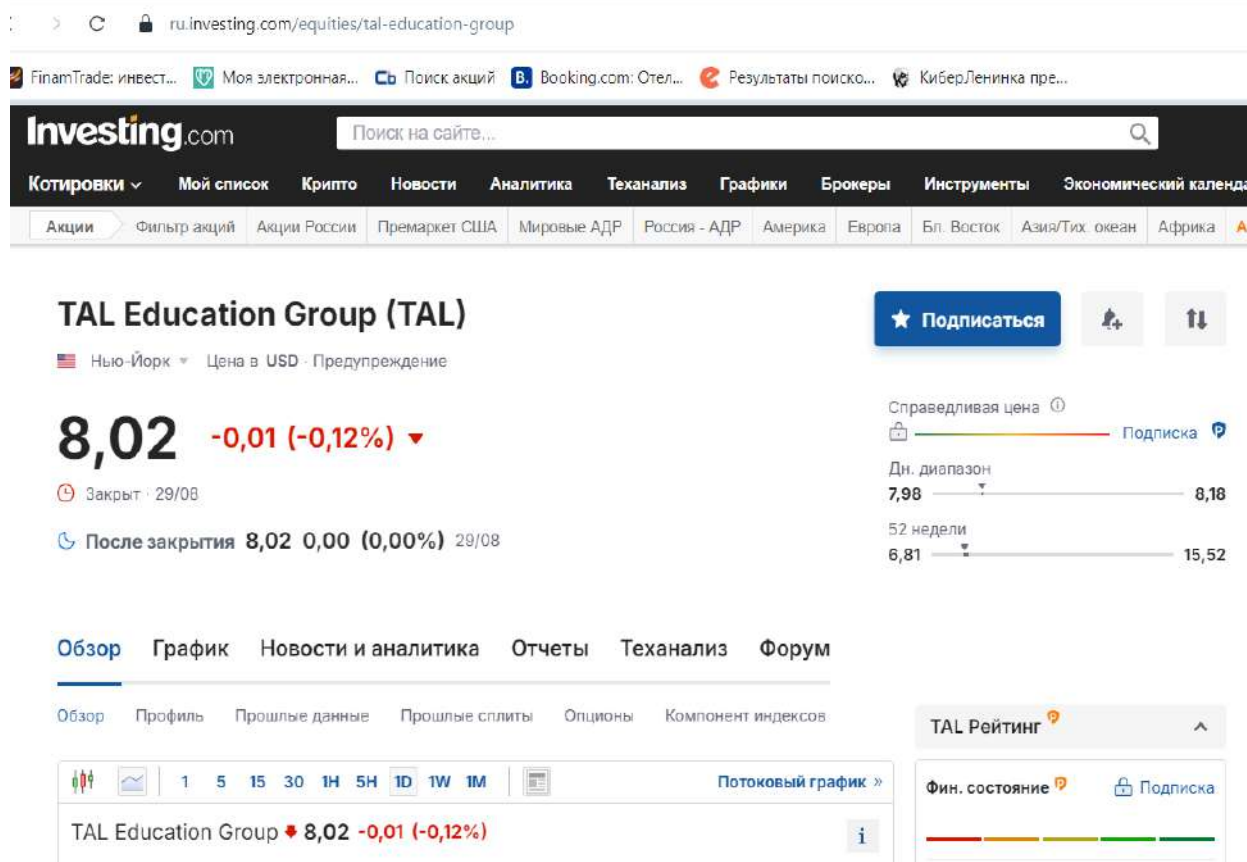 ru.investing.com/equities/tal-education-group
FinamTrade: инвест... Моя электронная... Сь Поиск акций B. Booking.com: Отел... Результаты поиско... КиберЛенинка пре...
Investing.com Поиск на сайте...
Котировки Мой список Крипто Новости Аналитика Теханализ Графики Брокеры Инструменты Экономический календа
Акции Фильтр акций Акции России Премаркет США Мировые АДР Россия - АДР Америка Европа Бл. Восток Азия/Тих. океан Африка А
TAL Education Group (TAL)
Подписаться
Нью-Йорк Цена в USD · Предупреждение
8,02 -0,01 (-0,12%)
Закрыт · 29/08
После закрытия 8,02 0,00 (0,00%) 29/08
Справедливая цена
Подписка
Дн. диапазон
7,98 8,18
52 недели
6,81 15,52
Обзор График Новости и аналитика Отчеты Теханализ Форум
Обзор Профиль Прошлые данные Прошлые сплиты Опционы Компонент индексов
1 5 15 30 1H 5H 1D 1W 1M Потоковый график »
TAL Education Group 8,02 -0,01 (-0,12%) i
TAL Рейтинг
Фин. состояние Подписка